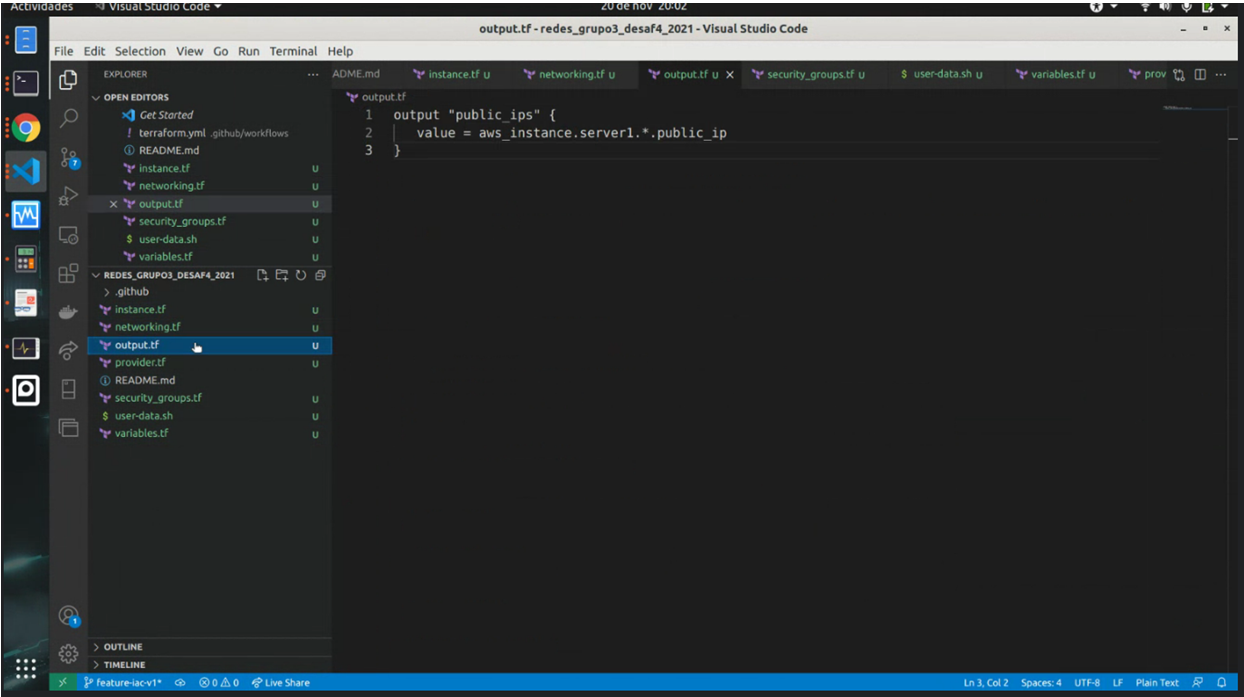 Actividades Visual Studio Code 20 de nov 20:02
output.tf - redes_grupo3_desaf4_2021 - Visual Studio Code
File Edit Selection View Go Run Terminal Help
EXPLORER
OPEN EDITORS
Get Started
! terraform.yml .github/workflows
README.md
instance.tf U
networking.tf U
output.tf U
security_groups.tf U
$ user-data.sh U
variables.tf U
REDES_GRUPO3_DESAF4_2021
.github
instance.tf U
networking.tf U
output.tf U
provider.tf U
README.md
security_groups.tf U
$ user-data.sh U
variables.tf U
OUTLINE
TIMELINE
ADME.md instance.tf U networking.tf U output.tf U security_groups.tf U $ user-data.sh U variables.tf U prov
output.tf
1 output "public_ips" {
2 value = aws_instance.server1.*.public_ip
3 }
7
1
feature-iac-v1* 0 0 Live Share Ln 3, Col 2 Spaces: 4 UTF-8 LF Plain Text